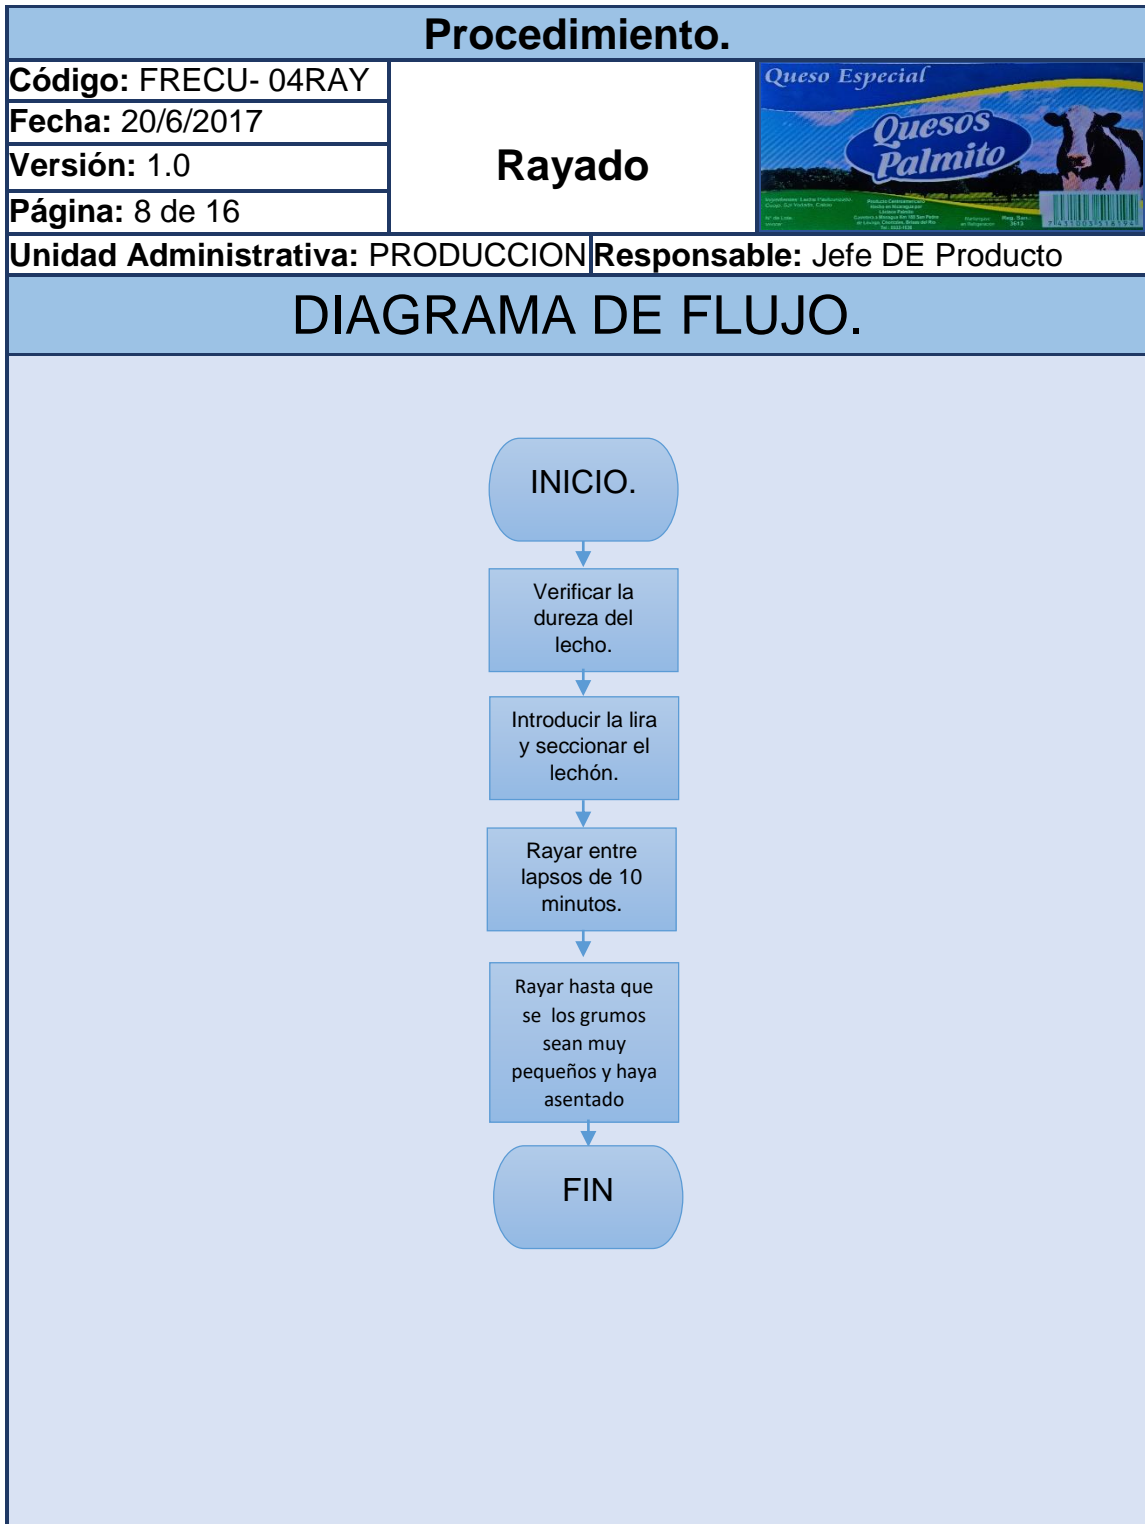 Procedimiento.
Código: FRECU- 04RAY
Fecha: 20/6/2017
Versión: 1.0
Página: 8 de 16
Rayado
Queso Especial
Quesos
Palmito
Unidad Administrativa: PRODUCCION
Responsable: Jefe DE Producto
DIAGRAMA DE FLUJO.
INICIO.
Verificar la
dureza del
lecho.
Introducir la lira
y seccionar el
lechón.
Rayar entre
lapsos de 10
minutos.
Rayar hasta que
se  los grumos
sean muy
pequeños y haya
asentado
FIN